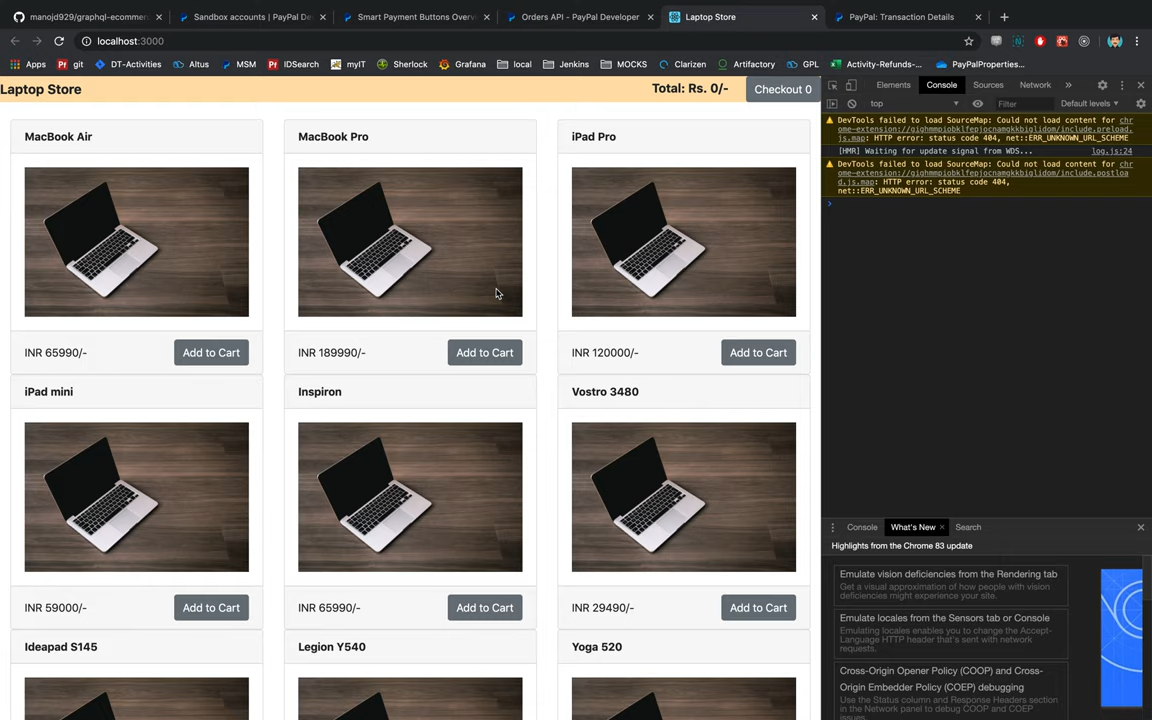 manojd929/graphql-ecommer
Sandbox accounts | PayPal De
Smart Payment Buttons Overv
Orders API - PayPal Developer
Laptop Store
PayPal: Transaction Details
localhost:3000
Apps
git
DT-Activities
Altus
MSM
IDSearch
myIT
Sherlock
Grafana
local
Jenkins
MOCKS
Clarizen
Artifactory
GPL
Activity-Refunds-...
PayPalProperties...
Laptop Store
Total: Rs. 0/-
Checkout 0
MacBook Air
MacBook Pro
iPad Pro
INR 65990/-
Add to Cart
INR 189990/-
Add to Cart
INR 120000/-
Add to Cart
iPad mini
Inspiron
Vostro 3480
INR 59000/-
Add to Cart
INR 65990/-
Add to Cart
INR 29490/-
Add to Cart
Ideapad S145
Legion Y540
Yoga 520
Elements
Console
Sources
Network
top
Filter
Default levels
DevTools failed to load SourceMap: Could not load content for chr
ome-extension://gighmmpiobklfepjocnamgkkbiglidom/include.preload.
js.map: HTTP error: status code 404, net::ERR_UNKNOWN_URL_SCHEME
[HMR] Waiting for update signal from WDS...
log.js:24
DevTools failed to load SourceMap: Could not load content for chr
ome-extension://gighmmpiobklfepjocnamgkkbiglidom/include.postloa
d.js.map: HTTP error: status code 404,
net::ERR_UNKNOWN_URL_SCHEME
Console
What's New
Search
Highlights from the Chrome 83 update
Emulate vision deficiencies from the Rendering tab
Get a visual approximation of how people with vision
deficiencies might experience your site.
Emulate locales from the Sensors tab or Console
Emulating locales enables you to change the Accept-
Language HTTP header that's sent with network
requests.
Cross-Origin Opener Policy (COOP) and Cross-
Origin Embedder Policy (COEP) debugging
Use the Status column and Response Headers section
in the Network panel to debug COOP and COEP
issues.